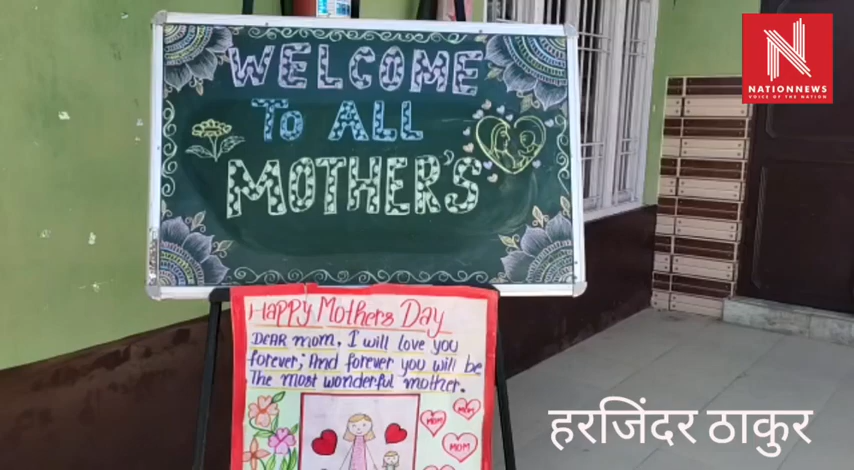 WELCOME
To ALL
MOTHER'S
NATIONNEWS
VOICE OF THE NATION
HAPPY MOTHERS DAY
DEAR mom, I will love you
forever; And forever you will be
The most wonderful mother.
MOM
MOM
MOM
हरजिंदर ठाकुर